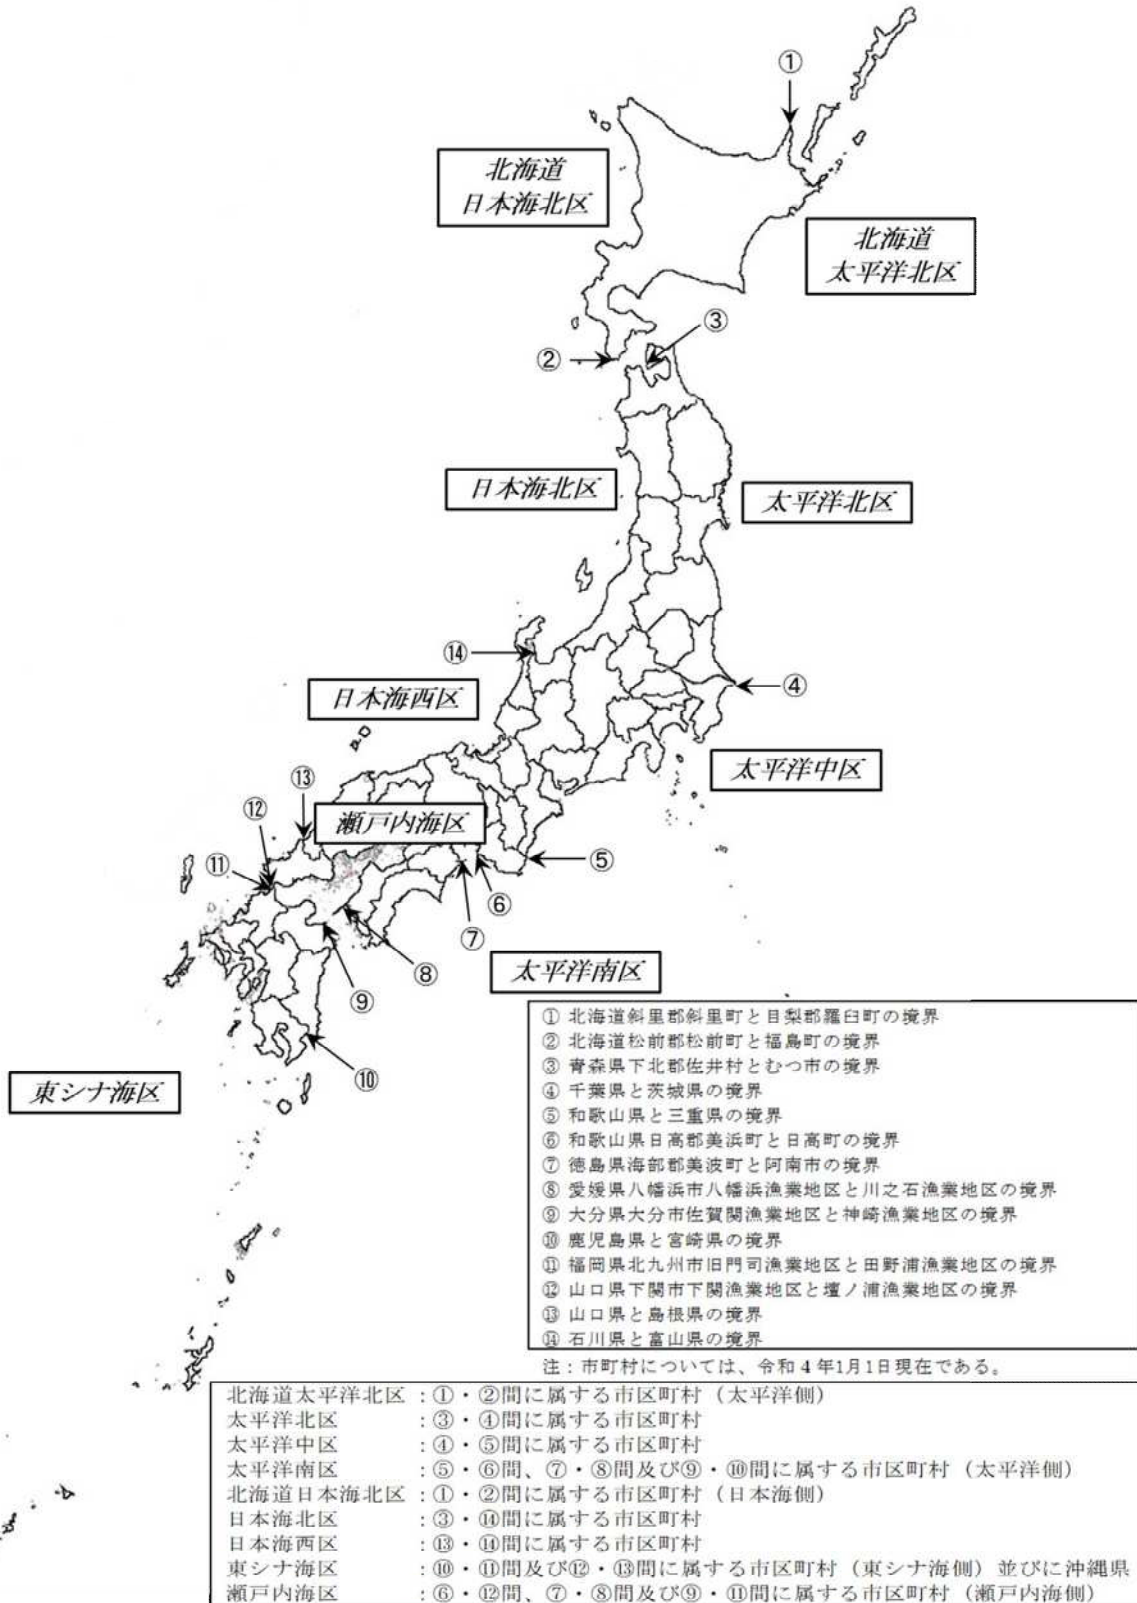 ①
北海道
日本海北区
北海道
太平洋北区
③
②
日本海北区
太平洋北区
⑭
④
日本海西区
太平洋中区
⑬
⑫
瀬戸内海区
⑪
⑤
⑥
⑦
⑧
太平洋南区
⑨
⑩
東シナ海区
① 北海道斜里郡斜里町と目梨郡羅臼町の境界
② 北海道松前郡松前町と福島町の境界
③ 青森県下北郡佐井村とむつ市の境界
④ 千葉県と茨城県の境界
⑤ 和歌山県と三重県の境界
⑥ 和歌山県日高郡美浜町と日高町の境界
⑦ 徳島県海部郡美波町と阿南市の境界
⑧ 愛媛県八幡浜市八幡浜漁業地区と川之石漁業地区の境界
⑨ 大分県大分市佐賀関漁業地区と神崎漁業地区の境界
⑩ 鹿児島県と宮崎県の境界
⑪ 福岡県北九州市旧門司漁業地区と田野浦漁業地区の境界
⑫ 山口県下関市下関漁業地区と壇ノ浦漁業地区の境界
⑬ 山口県と島根県の境界
⑭ 石川県と富山県の境界
注：市町村については、令和４年1月1日現在である。
北海道太平洋北区：①・②間に属する市区町村（太平洋側）
太平洋北区：③・④間に属する市区町村
太平洋中区：④・⑤間に属する市区町村
太平洋南区：⑤・⑥間、⑦・⑧間及び⑨・⑩間に属する市区町村（太平洋側）
北海道日本海北区：①・②間に属する市区町村（日本海側）
日本海北区：③・⑭間に属する市区町村
日本海西区：⑬・⑭間に属する市区町村
東シナ海区：⑩・⑪間及び⑫・⑬間に属する市区町村（東シナ海側）並びに沖縄県
瀬戸内海区：⑥・⑫間、⑦・⑧間及び⑨・⑪間に属する市区町村（瀬戸内海側）